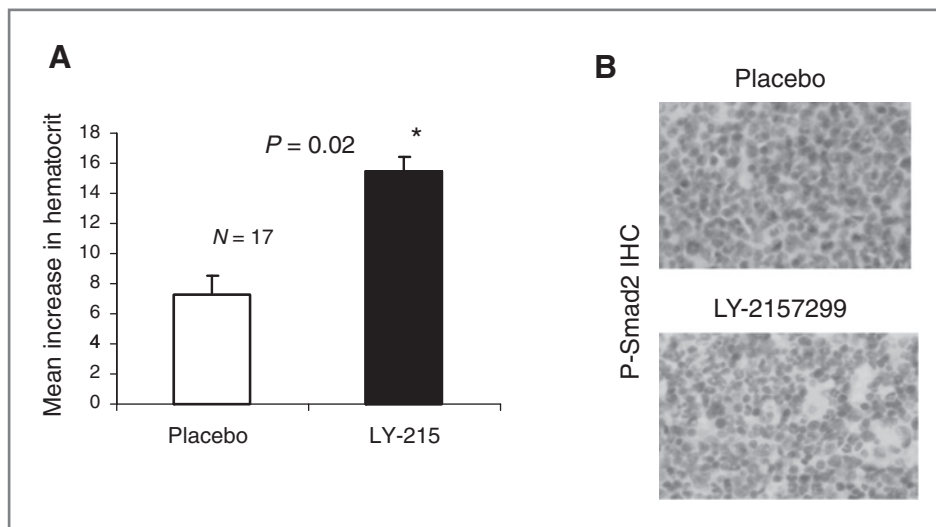 A
Mean increase in hematocrit
18
16
14
12
10
8
6
4
2
0
P = 0.02
*
N = 17
Placebo
LY-215
B
P-Smad2 IHC
Placebo
LY-2157299